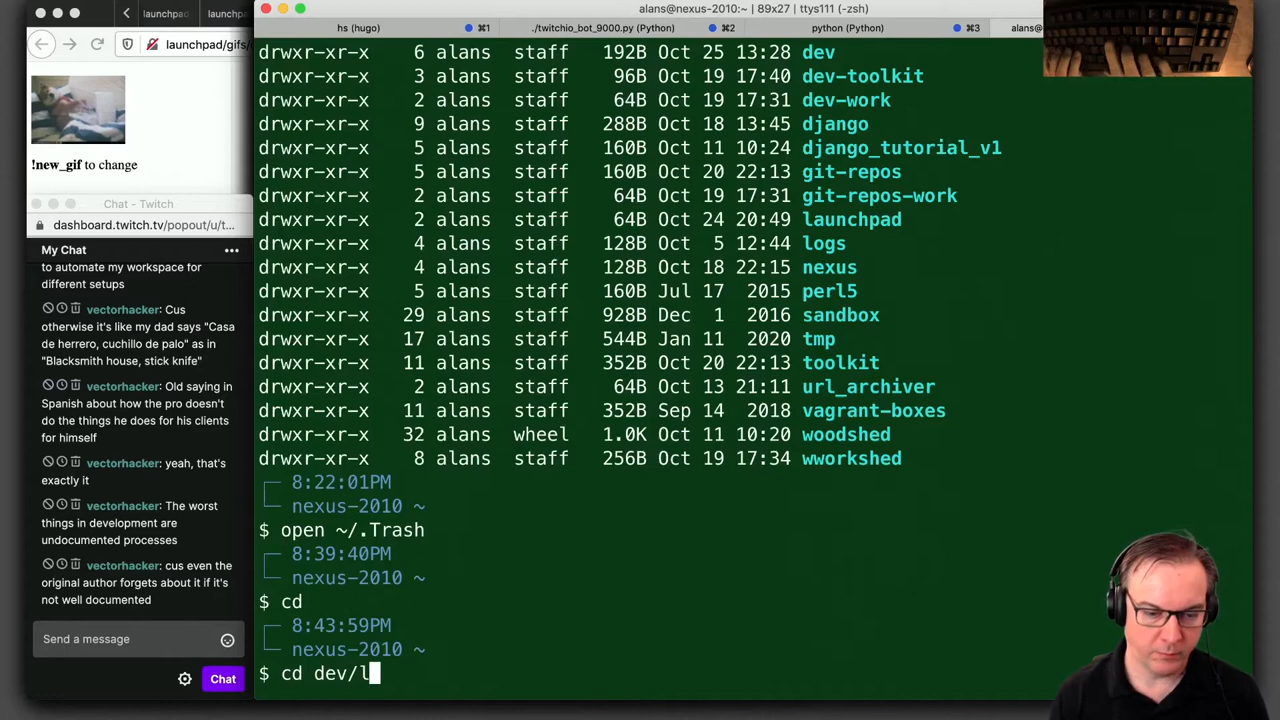 launchpad
launchpad
launchpad/gifs/
!new_gif to change
Chat - Twitch
dashboard.twitch.tv/popout/u/t...
My Chat
to automate my workspace for
different setups
vectorhacker: Cus
otherwise it's like my dad says "Casa
de herrero, cuchillo de palo" as in
"Blacksmith house, stick knife"
vectorhacker: Old saying in
Spanish about how the pro doesn't
do the things he does for his clients
for himself
vectorhacker: yeah, that's
exactly it
vectorhacker: The worst
things in development are
undocumented processes
vectorhacker: cus even the
original author forgets about it if it's
not well documented
Send a message
Chat
alans@nexus-2010:~ | 89x27 | ttys111 (-zsh)
hs (hugo) ⌘1
./twitchio_bot_9000.py (Python) ⌘2
python (Python) ⌘3
alans@
drwxr-xr-x 6 alans staff 192B Oct 25 13:28 dev
drwxr-xr-x 3 alans staff 96B Oct 19 17:40 dev-toolkit
drwxr-xr-x 2 alans staff 64B Oct 19 17:31 dev-work
drwxr-xr-x 9 alans staff 288B Oct 18 13:45 django
drwxr-xr-x 5 alans staff 160B Oct 11 10:24 django_tutorial_v1
drwxr-xr-x 5 alans staff 160B Oct 20 22:13 git-repos
drwxr-xr-x 2 alans staff 64B Oct 19 17:31 git-repos-work
drwxr-xr-x 2 alans staff 64B Oct 24 20:49 launchpad
drwxr-xr-x 4 alans staff 128B Oct 5 12:44 logs
drwxr-xr-x 4 alans staff 128B Oct 18 22:15 nexus
drwxr-xr-x 5 alans staff 160B Jul 17 2015 perl5
drwxr-xr-x 29 alans staff 928B Dec 1 2016 sandbox
drwxr-xr-x 17 alans staff 544B Jan 11 2020 tmp
drwxr-xr-x 11 alans staff 352B Oct 20 22:13 toolkit
drwxr-xr-x 2 alans staff 64B Oct 13 21:11 url_archiver
drwxr-xr-x 11 alans staff 352B Sep 14 2018 vagrant-boxes
drwxr-xr-x 32 alans wheel 1.0K Oct 11 10:20 woodshed
drwxr-xr-x 8 alans staff 256B Oct 19 17:34 wworkshed
8:22:01PM
nexus-2010 ~
$ open ~/.Trash
8:39:40PM
nexus-2010 ~
$ cd
8:43:59PM
nexus-2010 ~
$ cd dev/l